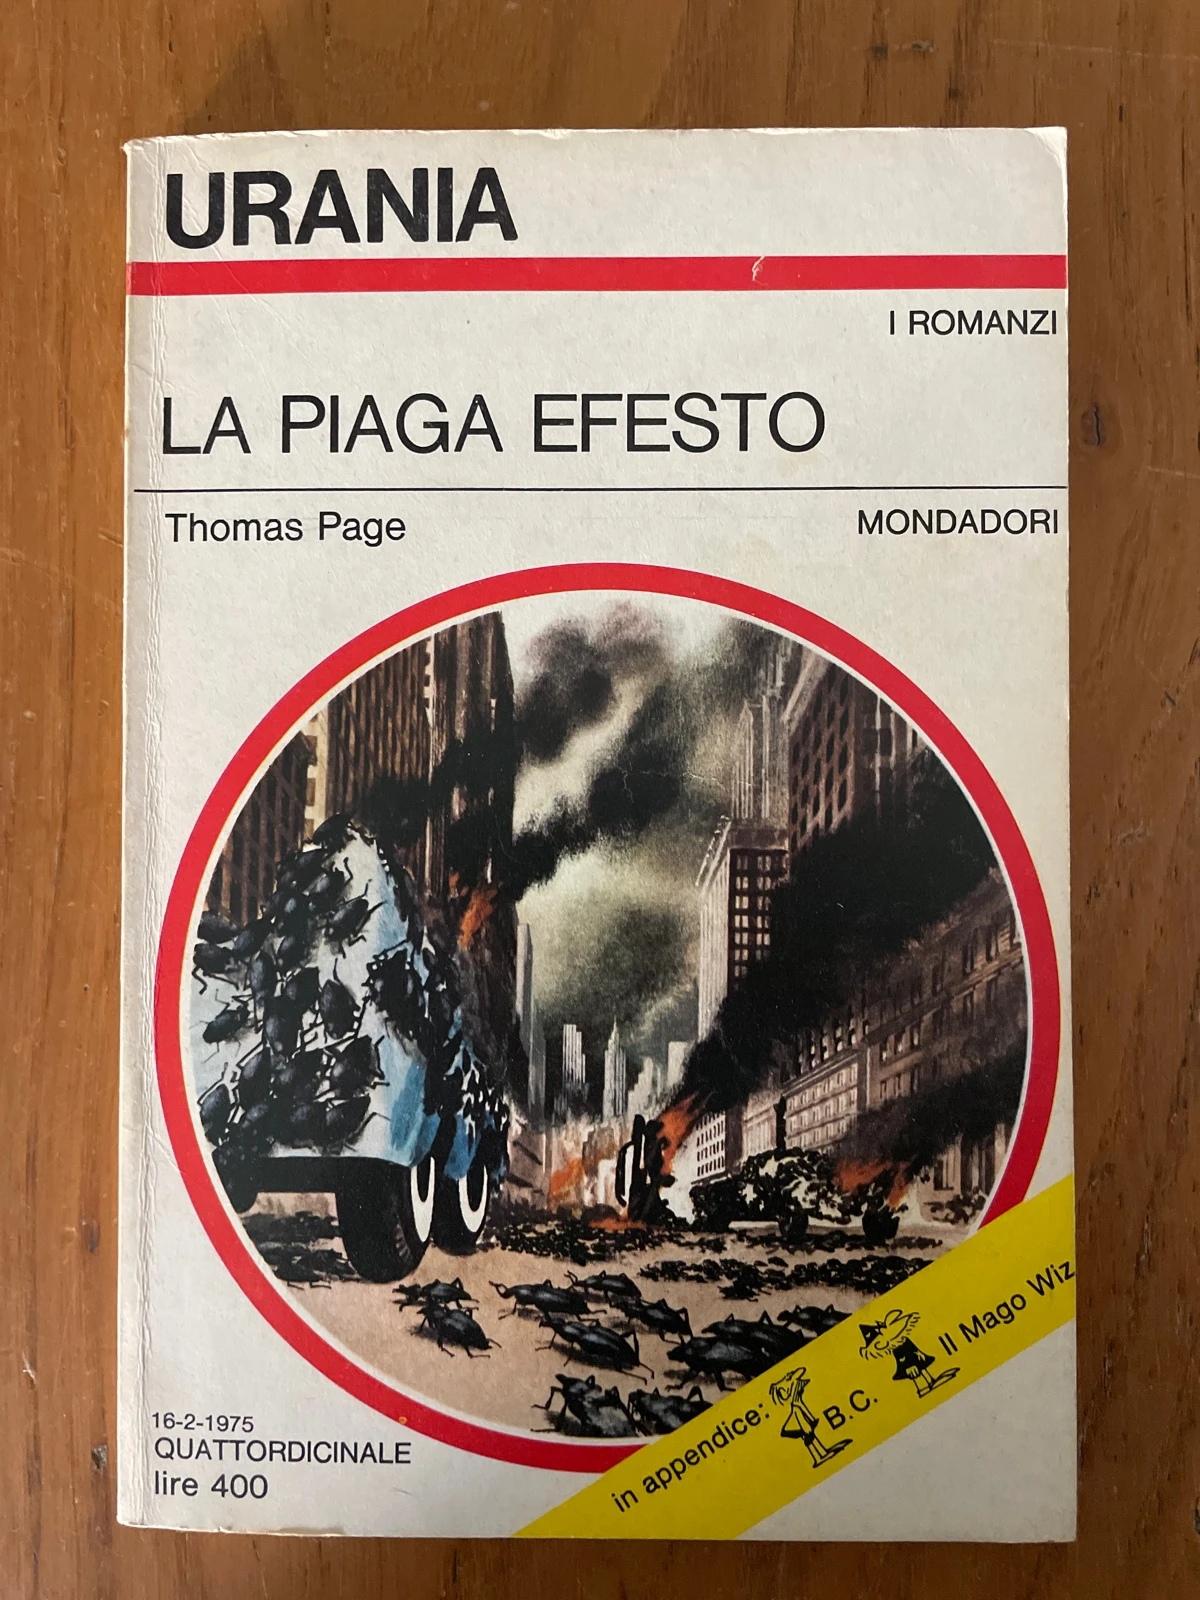 URANIA
I ROMANZI
LA PIAGA EFESTO
Thomas Page
MONDADORI
in appendice: B.C. Il Mago Wiz
16-2-1975
QUATTORDICINALE
lire 400